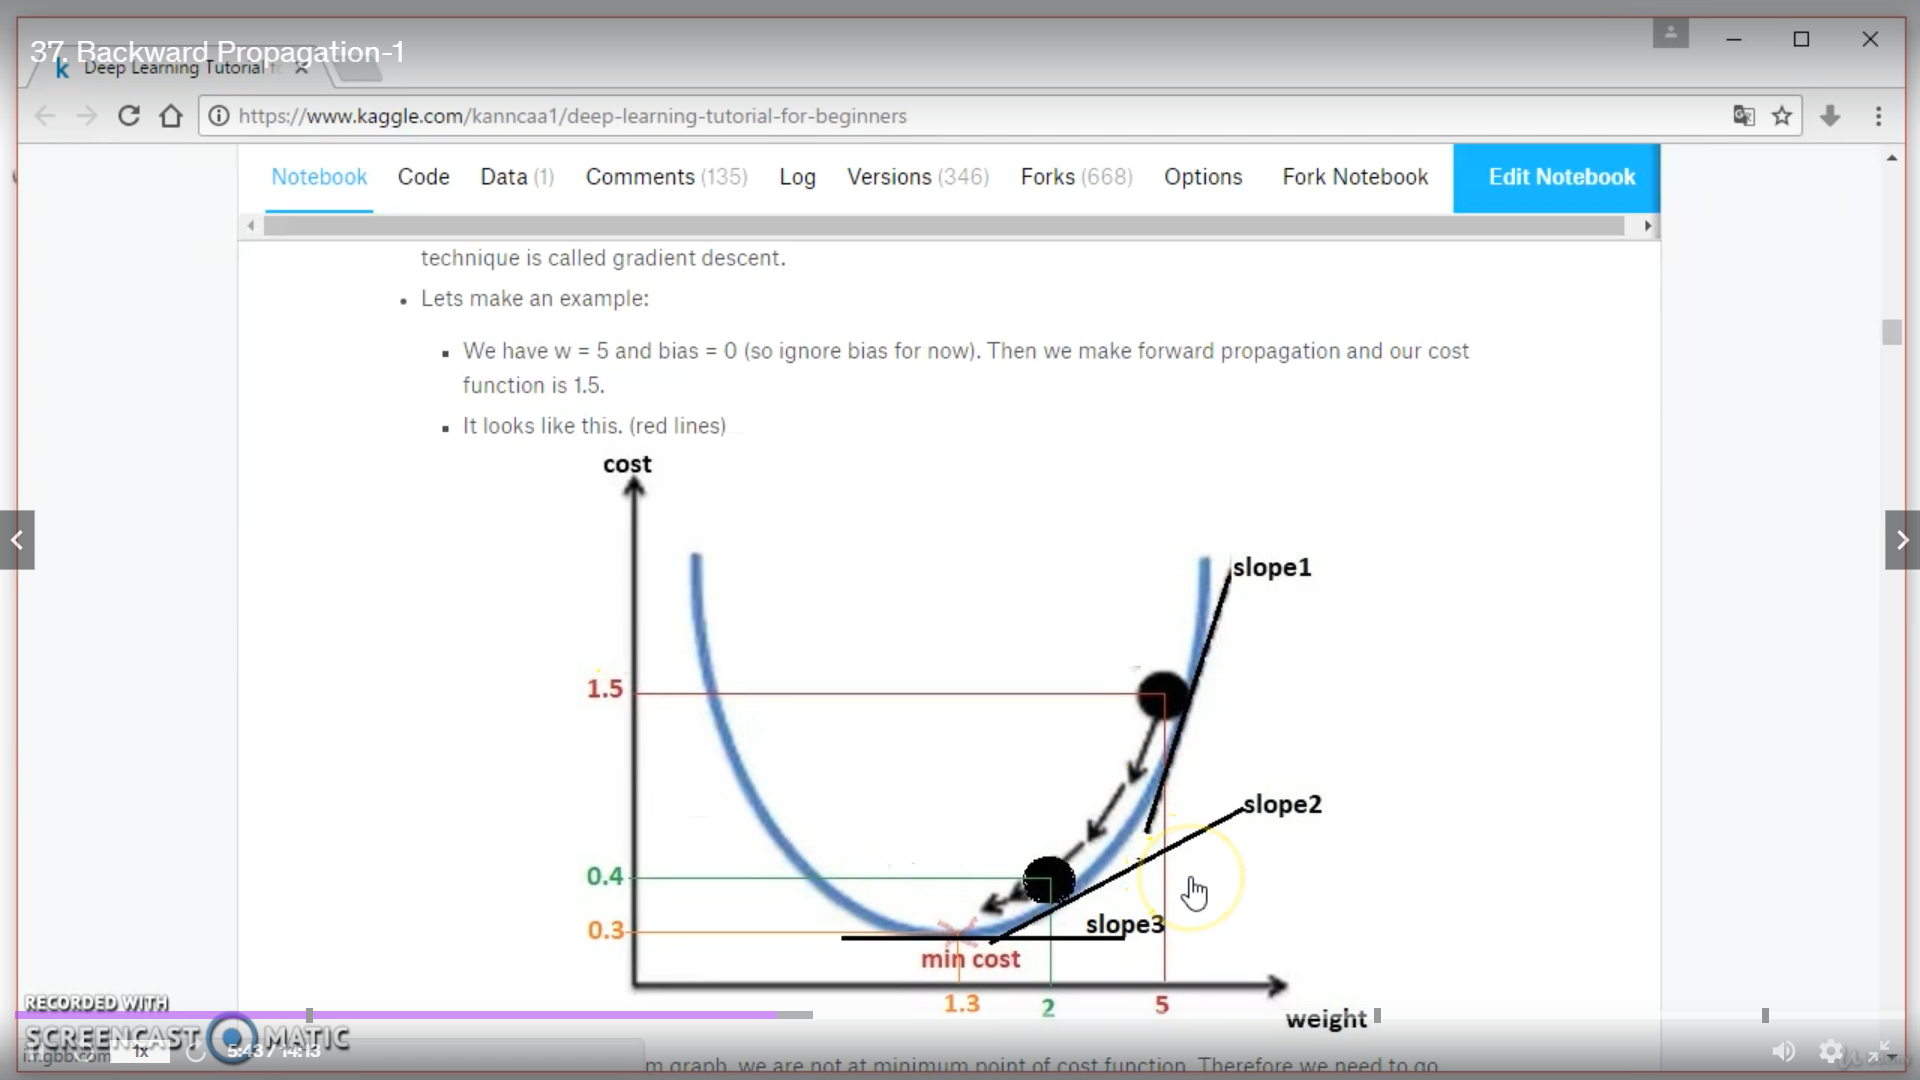 37. Backward Propagation-1
k Deep Learning Tutorial
https://www.kaggle.com/kanncaa1/deep-learning-tutorial-for-beginners
Notebook Code Data (1) Comments (135) Log Versions (346) Forks (668) Options Fork Notebook Edit Notebook
technique is called gradient descent.
• Lets make an example:
▪ We have w = 5 and bias = 0 (so ignore bias for now). Then we make forward propagation and our cost
function is 1.5.
▪ It looks like this. (red lines)
cost
slope1
1.5
slope2
0.4
slope3
0.3
min cost
1.3 2 5
weight
RECORDED WITH
SCREENCAST MATIC
1x 5:43 / 14:13
graph, we are not at minimum point of cost function. Therefore we need to go